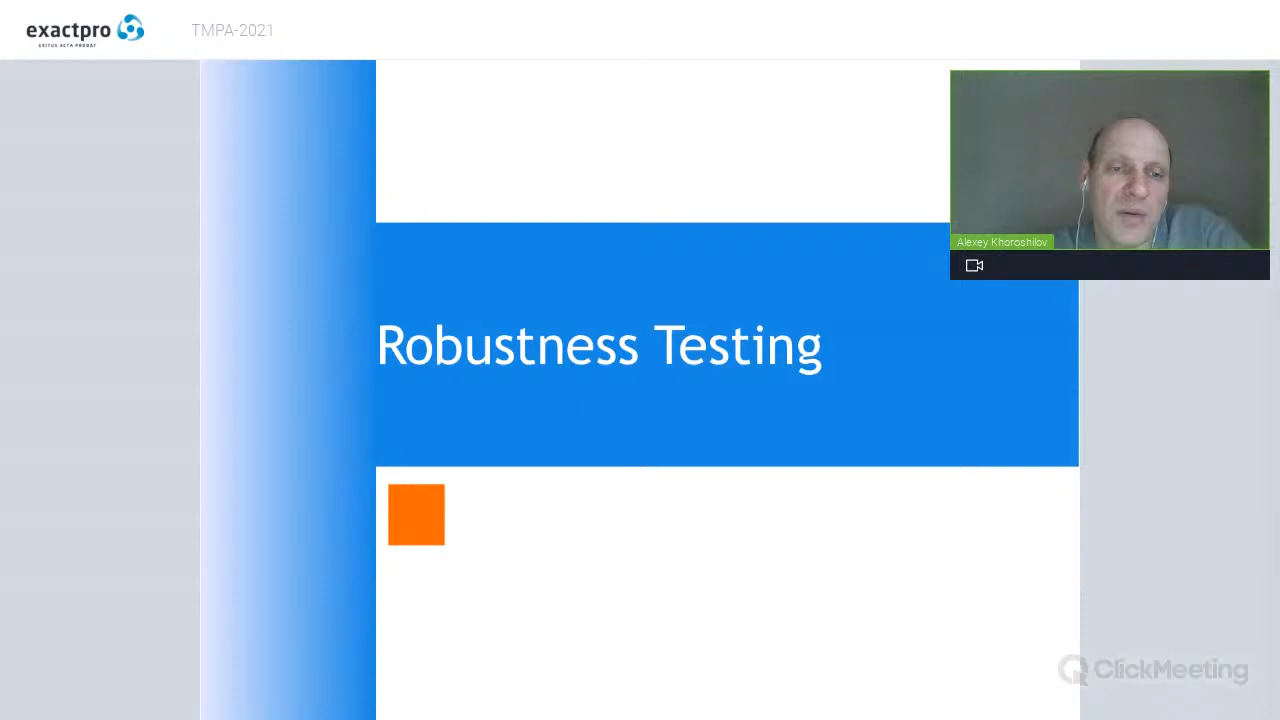 exactpro
EXITUS ACTA PROBAT
TMPA-2021
Alexey Khoroshilov
Robustness Testing
ClickMeeting